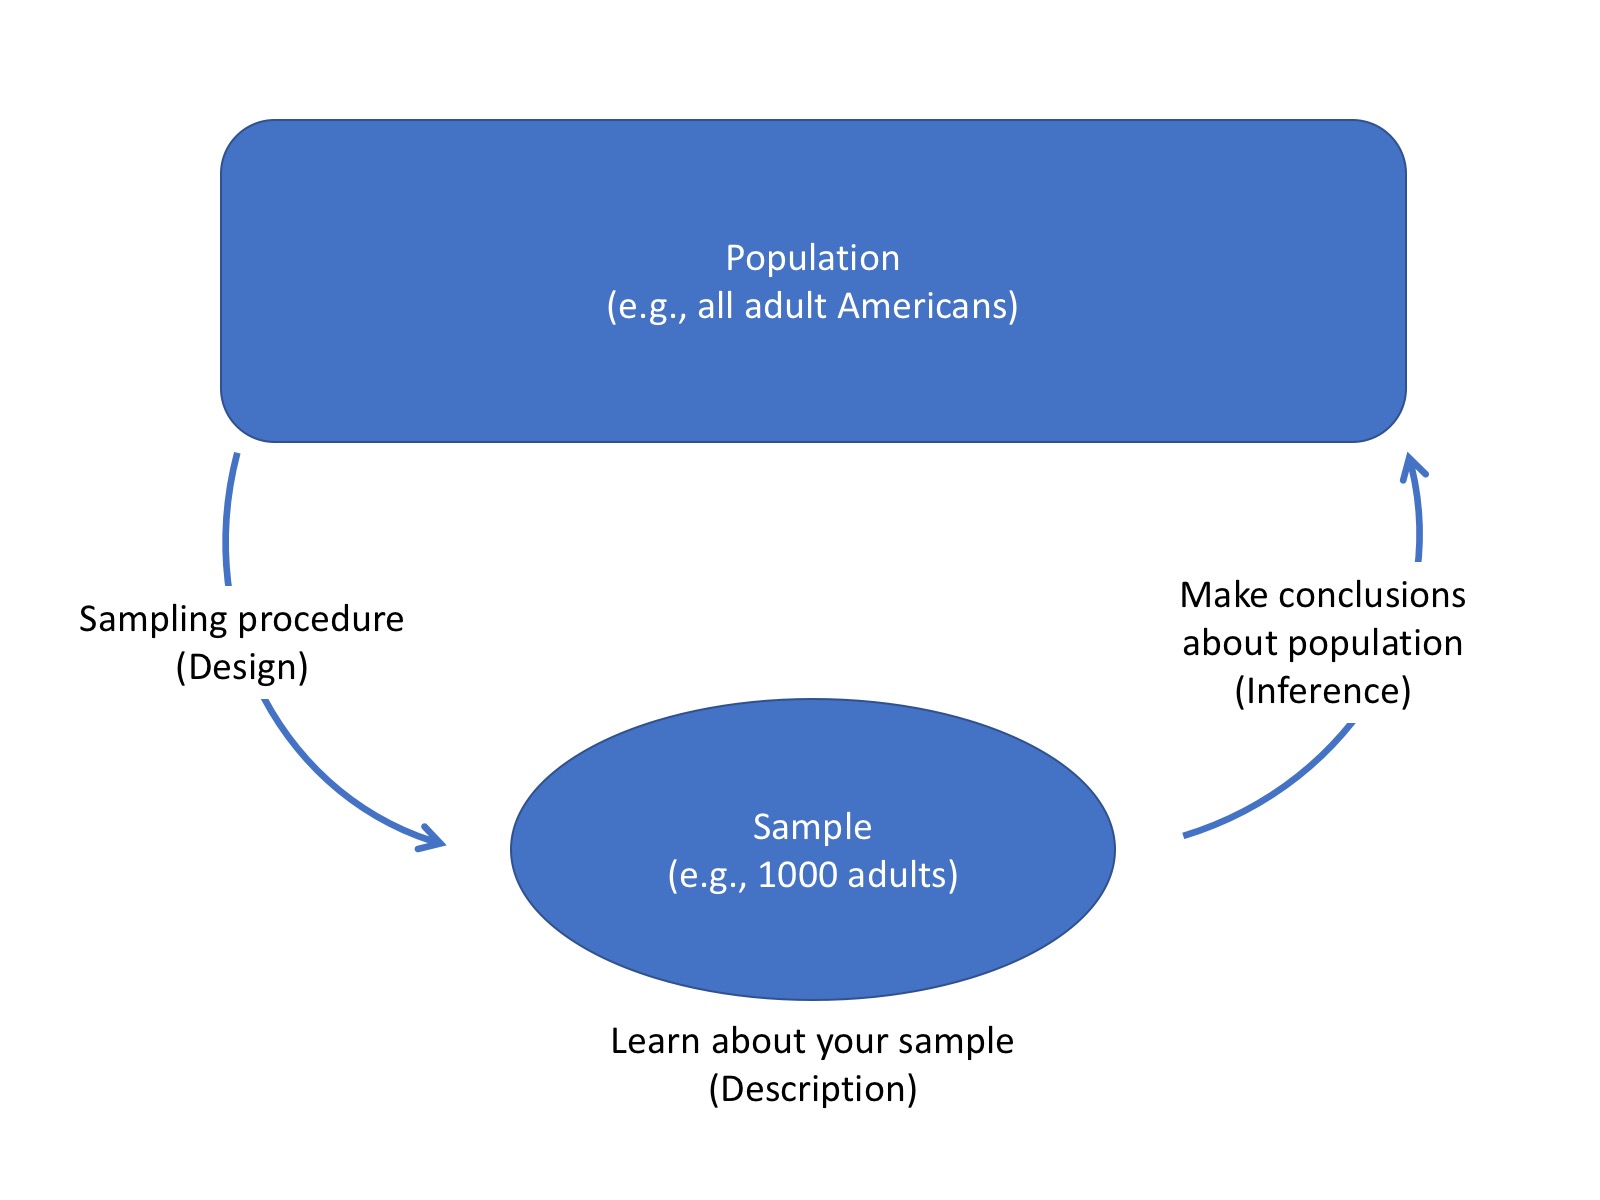 Population
(e.g., all adult Americans)
Sampling procedure
(Design)
Make conclusions
about population
(Inference)
Sample
(e.g., 1000 adults)
Learn about your sample
(Description)